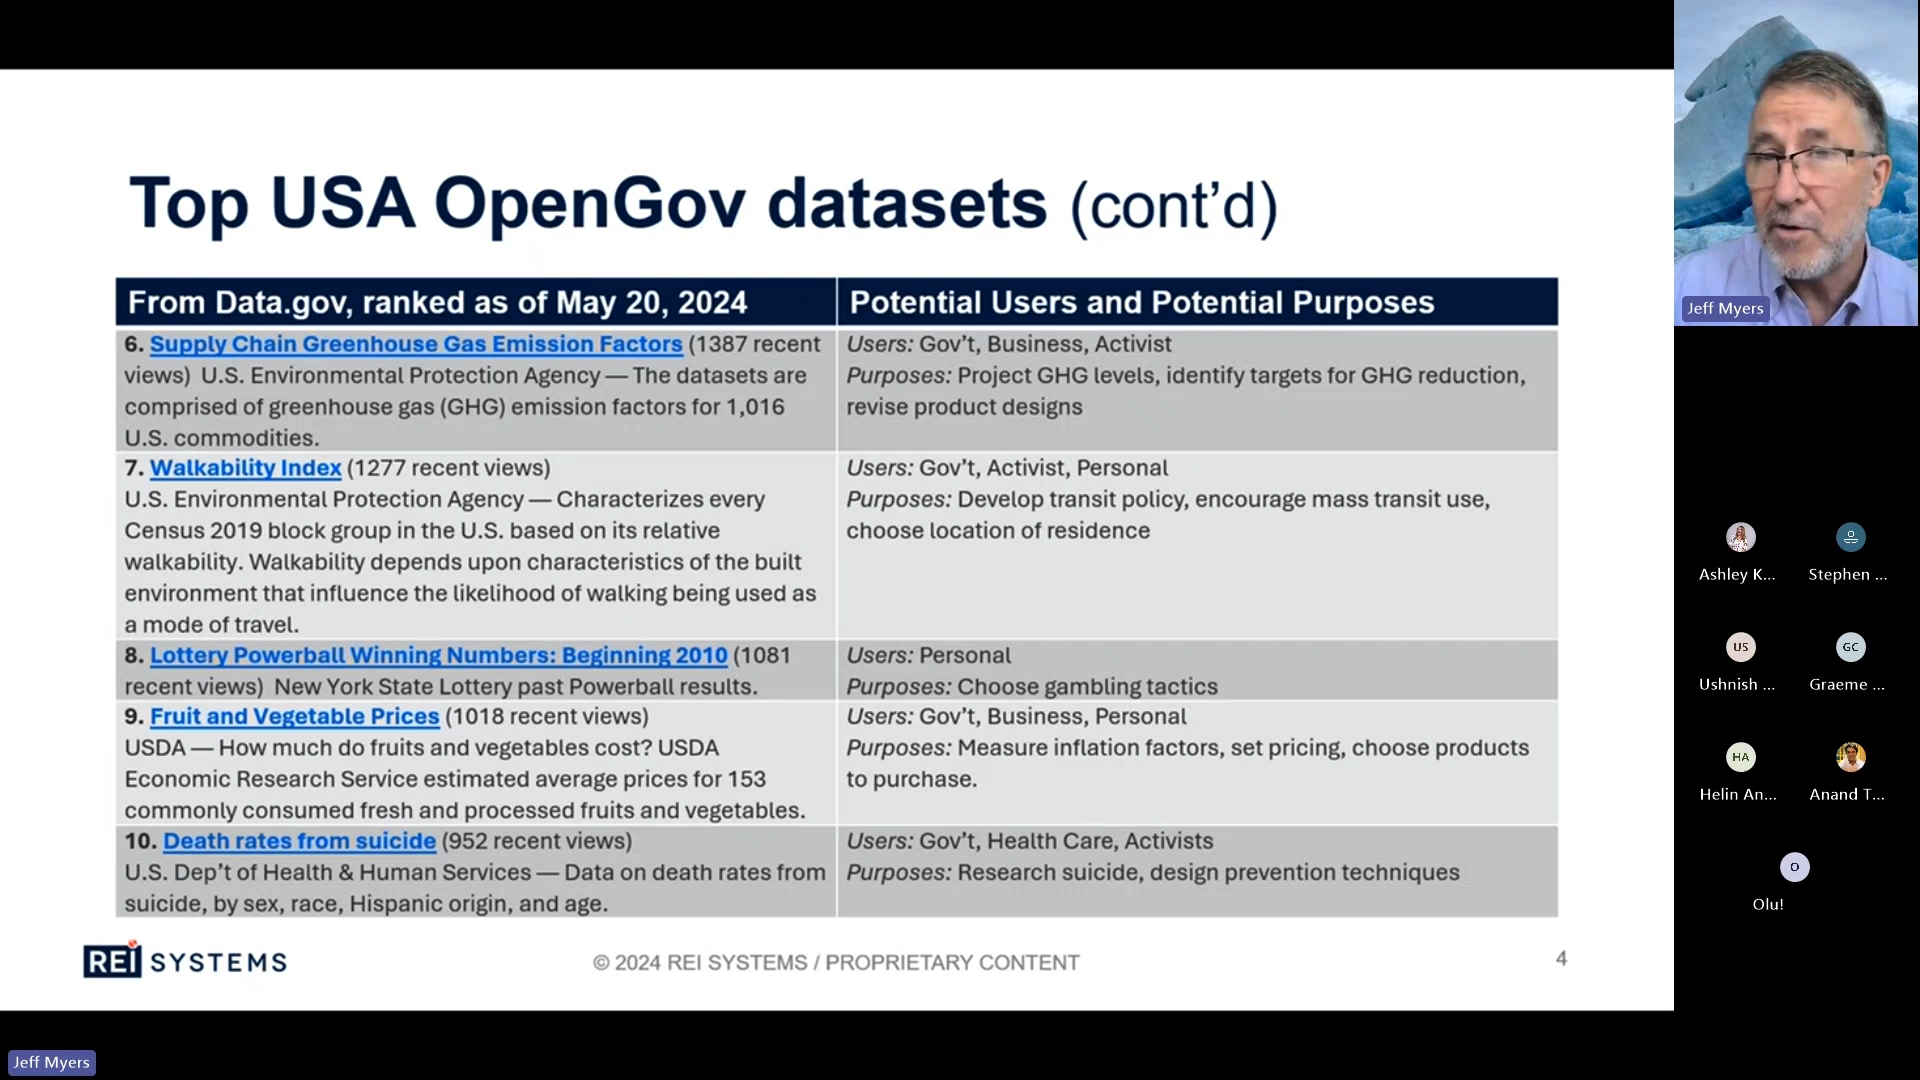 Top USA OpenGov datasets (cont’d)
From Data.gov, ranked as of May 20, 2024
Potential Users and Potential Purposes
6. Supply Chain Greenhouse Gas Emission Factors (1387 recent
views)  U.S. Environmental Protection Agency — The datasets are
comprised of greenhouse gas (GHG) emission factors for 1,016
U.S. commodities.
Users: Gov’t, Business, Activist
Purposes: Project GHG levels, identify targets for GHG reduction,
revise product designs
7. Walkability Index (1277 recent views)
U.S. Environmental Protection Agency — Characterizes every
Census 2019 block group in the U.S. based on its relative
walkability. Walkability depends upon characteristics of the built
environment that influence the likelihood of walking being used as
a mode of travel.
Users: Gov’t, Activist, Personal
Purposes: Develop transit policy, encourage mass transit use,
choose location of residence
8. Lottery Powerball Winning Numbers: Beginning 2010 (1081
recent views)  New York State Lottery past Powerball results.
Users: Personal
Purposes: Choose gambling tactics
9. Fruit and Vegetable Prices (1018 recent views)
USDA — How much do fruits and vegetables cost? USDA
Economic Research Service estimated average prices for 153
commonly consumed fresh and processed fruits and vegetables.
Users: Gov’t, Business, Personal
Purposes: Measure inflation factors, set pricing, choose products
to purchase.
10. Death rates from suicide (952 recent views)
U.S. Dep’t of Health & Human Services — Data on death rates from
suicide, by sex, race, Hispanic origin, and age.
Users: Gov’t, Health Care, Activists
Purposes: Research suicide, design prevention techniques
REI SYSTEMS
© 2024 REI SYSTEMS / PROPRIETARY CONTENT
4
Jeff Myers
Jeff Myers
Ashley K...
Stephen ...
US
GC
Ushnish ...
Graeme ...
HA
Helin An...
Anand T...
O
Olu!